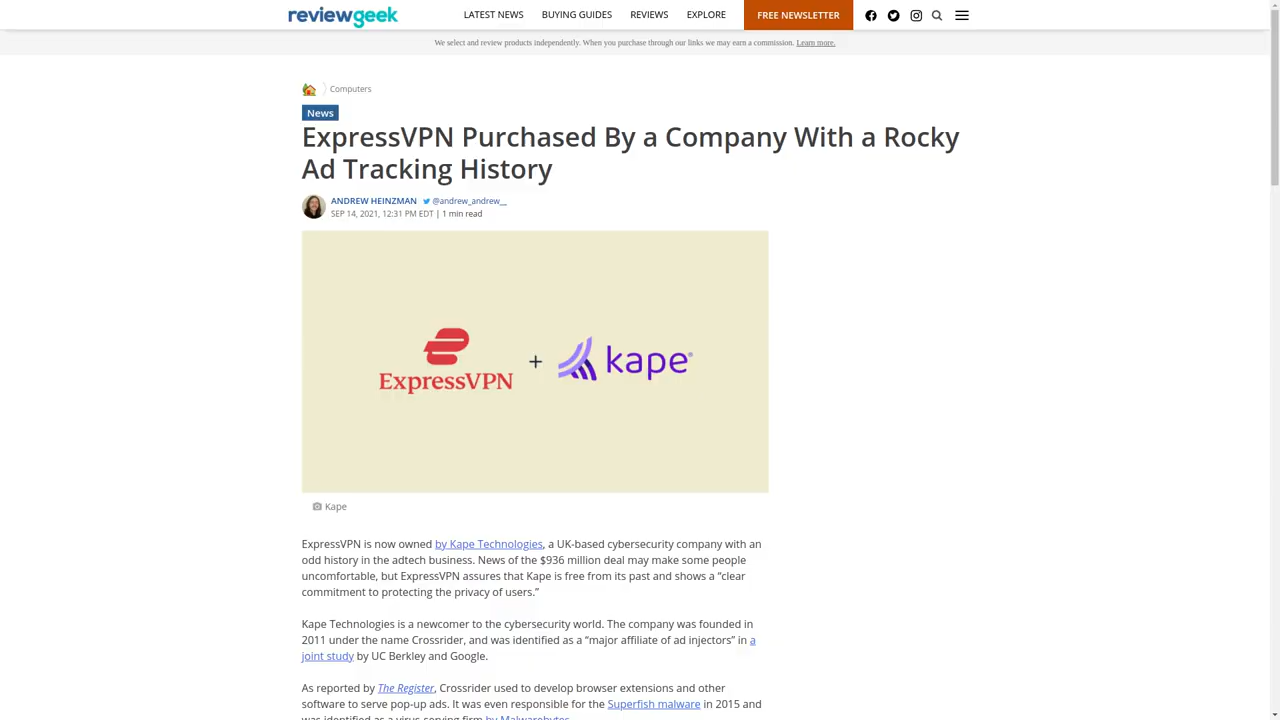 reviewgeek
LATEST NEWS BUYING GUIDES REVIEWS EXPLORE FREE NEWSLETTER
We select and review products independently. When you purchase through our links we may earn a commission. Learn more.
Computers
News
ExpressVPN Purchased By a Company With a Rocky
Ad Tracking History
ANDREW HEINZMAN @andrew_andrew__
SEP 14, 2021, 12:31 PM EDT | 1 min read
ExpressVPN + kape®
Kape
ExpressVPN is now owned by Kape Technologies, a UK-based cybersecurity company with an
odd history in the adtech business. News of the $936 million deal may make some people
uncomfortable, but ExpressVPN assures that Kape is free from its past and shows a “clear
commitment to protecting the privacy of users.”
Kape Technologies is a newcomer to the cybersecurity world. The company was founded in
2011 under the name Crossrider, and was identified as a “major affiliate of ad injectors” in a
joint study by UC Berkley and Google.
As reported by The Register, Crossrider used to develop browser extensions and other
software to serve pop-up ads. It was even responsible for the Superfish malware in 2015 and
was identified as a virus-serving firm by Malwarebytes.